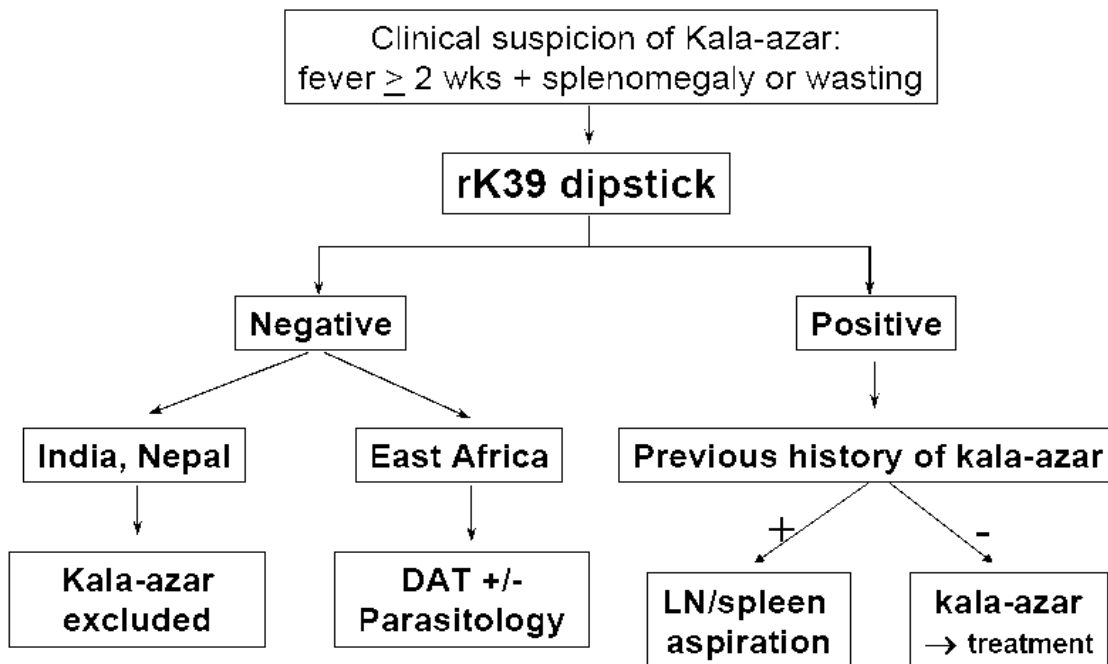 Clinical suspicion of Kala-azar:
fever ≥ 2 wks + splenomegaly or wasting
rK39 dipstick
Negative
Positive
India, Nepal
East Africa
Previous history of kala-azar
+
-
Kala-azar
excluded
DAT +/-
Parasitology
LN/spleen
aspiration
kala-azar
→ treatment